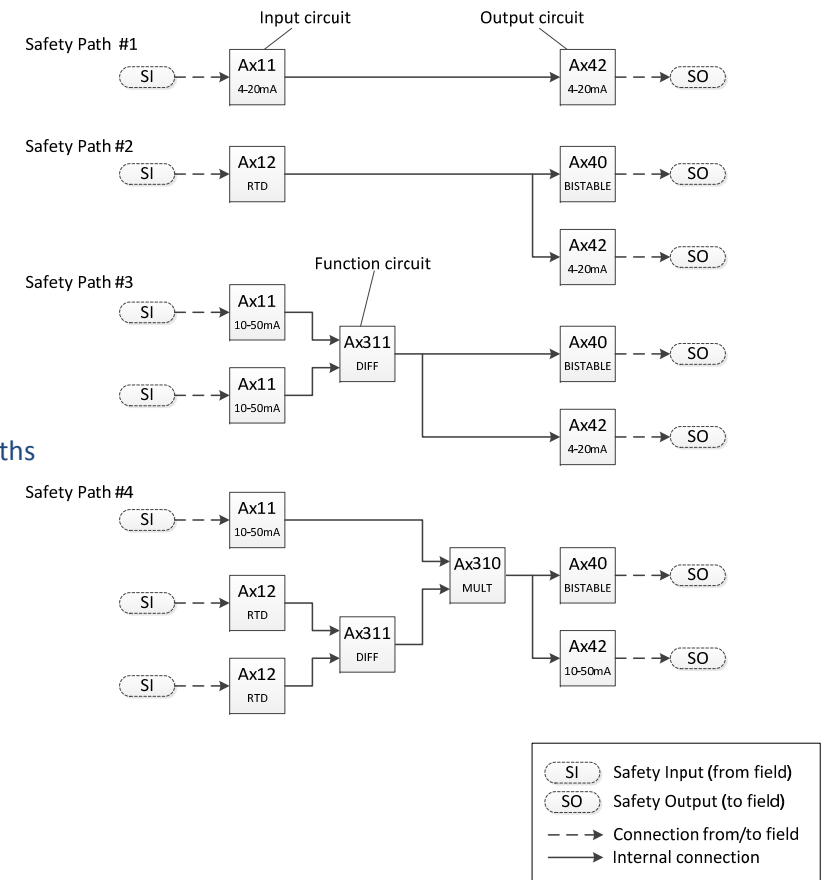 Input circuit
Output circuit
Safety Path #1
SI
Ax11
4-20mA
Ax42
4-20mA
SO
Safety Path #2
SI
Ax12
RTD
Ax40
BISTABLE
SO
Ax42
4-20mA
SO
Function circuit
Safety Path #3
SI
Ax11
10-50mA
Ax311
DIFF
Ax40
BISTABLE
SO
SI
Ax11
10-50mA
Ax42
4-20mA
SO
ths
Safety Path #4
SI
Ax11
10-50mA
Ax310
MULT
Ax40
BISTABLE
SO
SI
Ax12
RTD
Ax311
DIFF
Ax42
10-50mA
SO
SI
Ax12
RTD
SI Safety Input (from field)
SO Safety Output (to field)
Connection from/to field
Internal connection